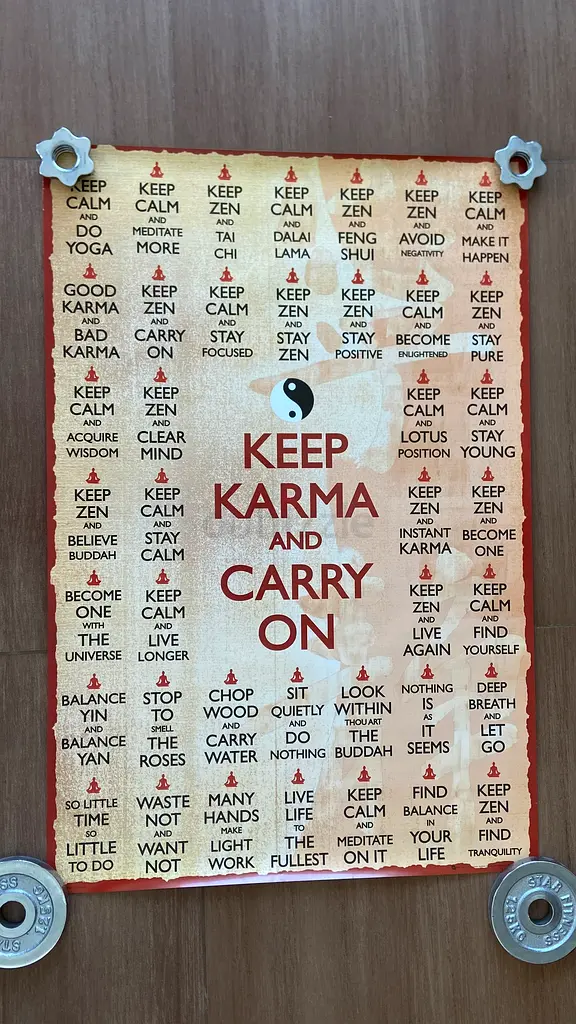 KEEP
CALM
AND
DO
YOGA
KEEP
CALM
AND
MEDITATE
MORE
KEEP
ZEN
AND
TAI
CHI
KEEP
CALM
AND
DALAI
LAMA
KEEP
ZEN
AND
FENG
SHUI
KEEP
ZEN
AND
AVOID
NEGATIVITY
KEEP
CALM
AND
MAKE IT
HAPPEN
GOOD
KARMA
AND
BAD
KARMA
KEEP
ZEN
AND
CARRY
ON
KEEP
CALM
AND
STAY
FOCUSED
KEEP
ZEN
AND
STAY
ZEN
KEEP
ZEN
AND
STAY
POSITIVE
KEEP
CALM
AND
BECOME
ENLIGHTENED
KEEP
ZEN
AND
STAY
PURE
KEEP
CALM
AND
ACQUIRE
WISDOM
KEEP
ZEN
AND
CLEAR
MIND
KEEP
KARMA
AND
CARRY
ON
KEEP
CALM
AND
LOTUS
POSITION
KEEP
CALM
AND
STAY
YOUNG
KEEP
ZEN
AND
BELIEVE
BUDDAH
KEEP
CALM
AND
STAY
CALM
KEEP
ZEN
AND
INSTANT
KARMA
KEEP
ZEN
AND
BECOME
ONE
BECOME
ONE
WITH
THE
UNIVERSE
KEEP
CALM
AND
LIVE
LONGER
KEEP
ZEN
AND
LIVE
AGAIN
KEEP
CALM
AND
FIND
YOURSELF
BALANCE
YIN
AND
BALANCE
YAN
STOP
TO
SMELL
THE
ROSES
CHOP
WOOD
AND
CARRY
WATER
SIT
QUIETLY
AND
DO
NOTHING
LOOK
WITHIN
THOU ART
THE
BUDDAH
NOTHING
IS
AS
IT
SEEMS
DEEP
BREATH
AND
LET
GO
SO LITTLE
TIME
SO
LITTLE
TO DO
WASTE
NOT
AND
WANT
NOT
MANY
HANDS
MAKE
LIGHT
WORK
LIVE
LIFE
TO
THE
FULLEST
KEEP
CALM
AND
MEDITATE
ON IT
FIND
BALANCE
IN
YOUR
LIFE
KEEP
ZEN
AND
FIND
TRANQUILITY
STAR FITNESS